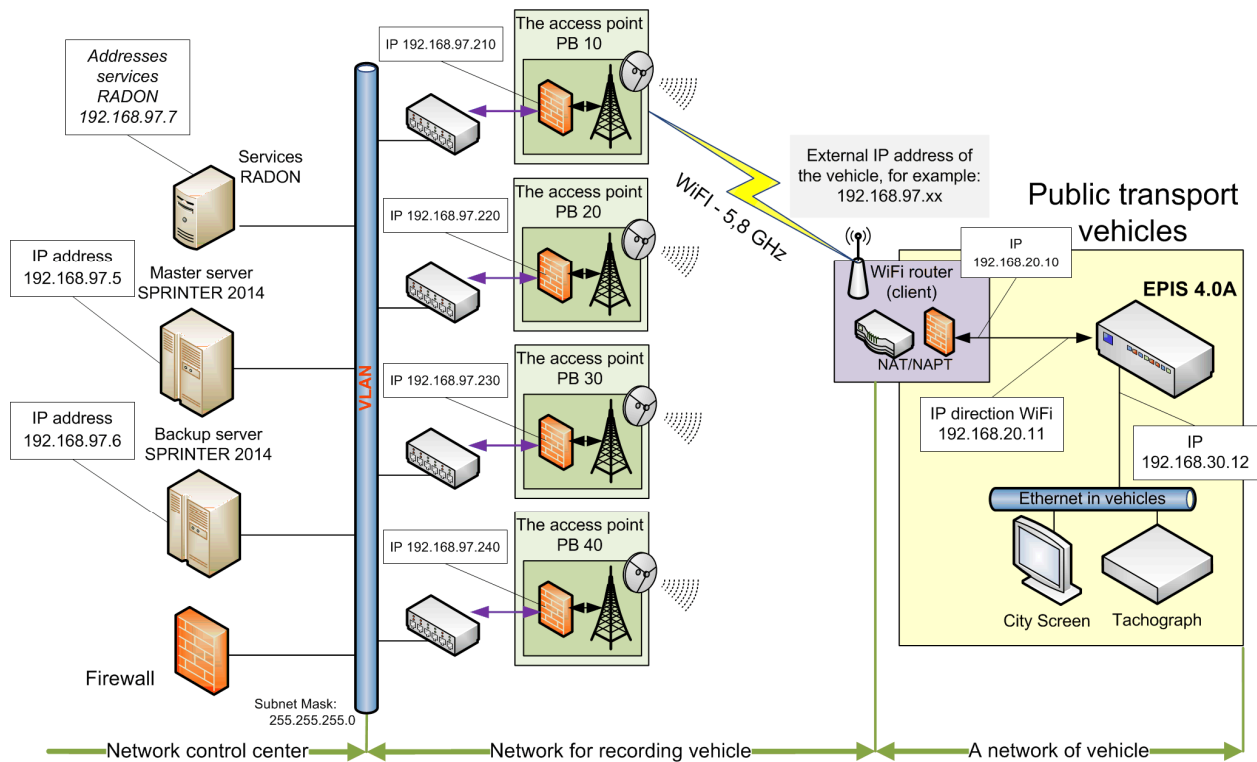 Addresses
services
RADON
192.168.97.7
Services
RADON
IP address
192.168.97.5
Master server
SPRINTER 2014
IP address
192.168.97.6
Backup server
SPRINTER 2014
Firewall
Subnet Mask:
255.255.255.0
VLAN
IP 192.168.97.210
The access point
PB 10
IP 192.168.97.220
The access point
PB 20
IP 192.168.97.230
The access point
PB 30
IP 192.168.97.240
The access point
PB 40
WiFI - 5,8 GHz
External IP address of
the vehicle, for example:
192.168.97.xx
Public transport
vehicles
IP
192.168.20.10
WiFi router
(client)
NAT/NAPT
EPIS 4.0A
IP direction WiFi
192.168.20.11
IP
192.168.30.12
Ethernet in vehicles
City Screen
Tachograph
Network control center
Network for recording vehicle
A network of vehicle